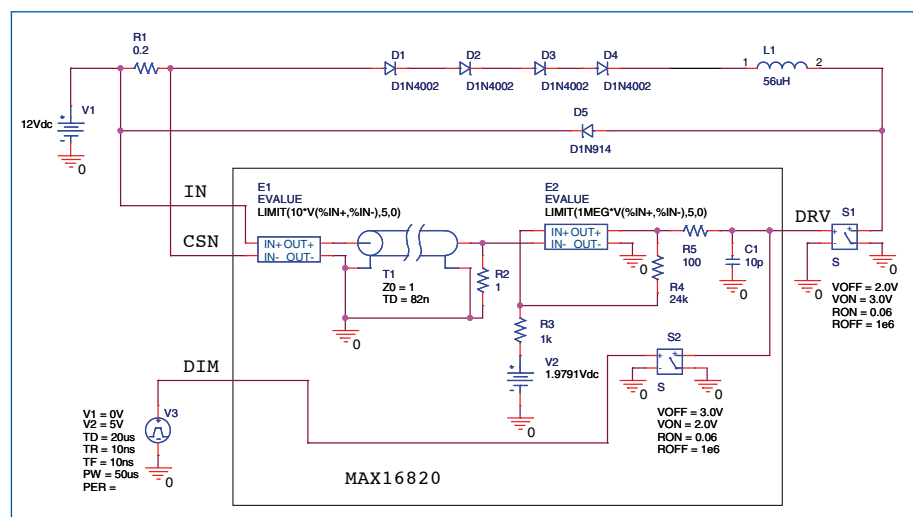 R1
0.2
D1
D2
D3
D4
D1N4002
D1N4002
D1N4002
D1N4002
L1
1
2
56uH
V1
12Vdc
0
D5
D1N914
IN
CSN
E1
EVALUE
LIMIT(10*V(%IN+,%IN-),5,0)
IN+ OUT+
IN- OUT-
T1
Z0 = 1
TD = 82n
R2
1
0
E2
EVALUE
LIMIT(1MEG*V(%IN+,%IN-),5,0)
IN+ OUT+
IN- OUT-
0
R5
100
R4
24k
C1
10p
0
DRV
S1
S
0
0
VOFF = 2.0V
VON = 3.0V
RON = 0.06
ROFF = 1e6
R3
1k
V2
1.9791Vdc
0
S2
S
0
0
VOFF = 3.0V
VON = 2.0V
RON = 0.06
ROFF = 1e6
DIM
V3
V1 = 0V
V2 = 5V
TD = 20us
TR = 10ns
TF = 10ns
PW = 50us
PER =
0
MAX16820